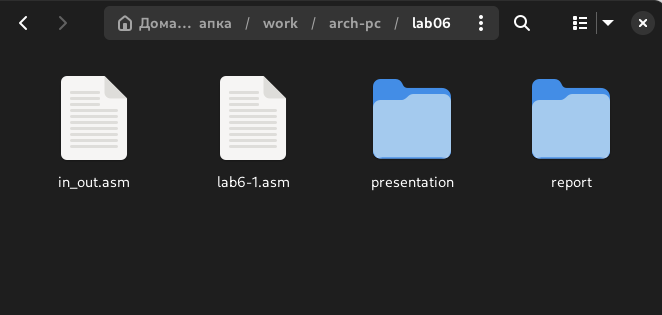 Дома... апка / work / arch-pc / lab06
in_out.asm lab6-1.asm presentation report